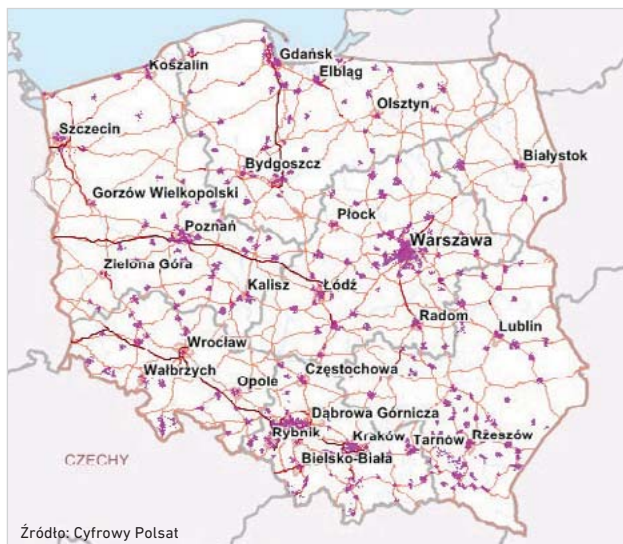 Gdańsk
Koszalin
Elbląg
Olsztyn
Szczecin
Białystok
Bydgoszcz
Gorzów Wielkopolski
Płock
Poznań
Warszawa
Zielona Góra
Kalisz
Łódź
Radom
Lublin
Wrocław
Częstochowa
Wałbrzych
Opole
Dąbrowa Górnicza
Rybnik
Kraków
Tarnów
Rzeszów
Bielsko-Biała
CZECHY
Źródło: Cyfrowy Polsat